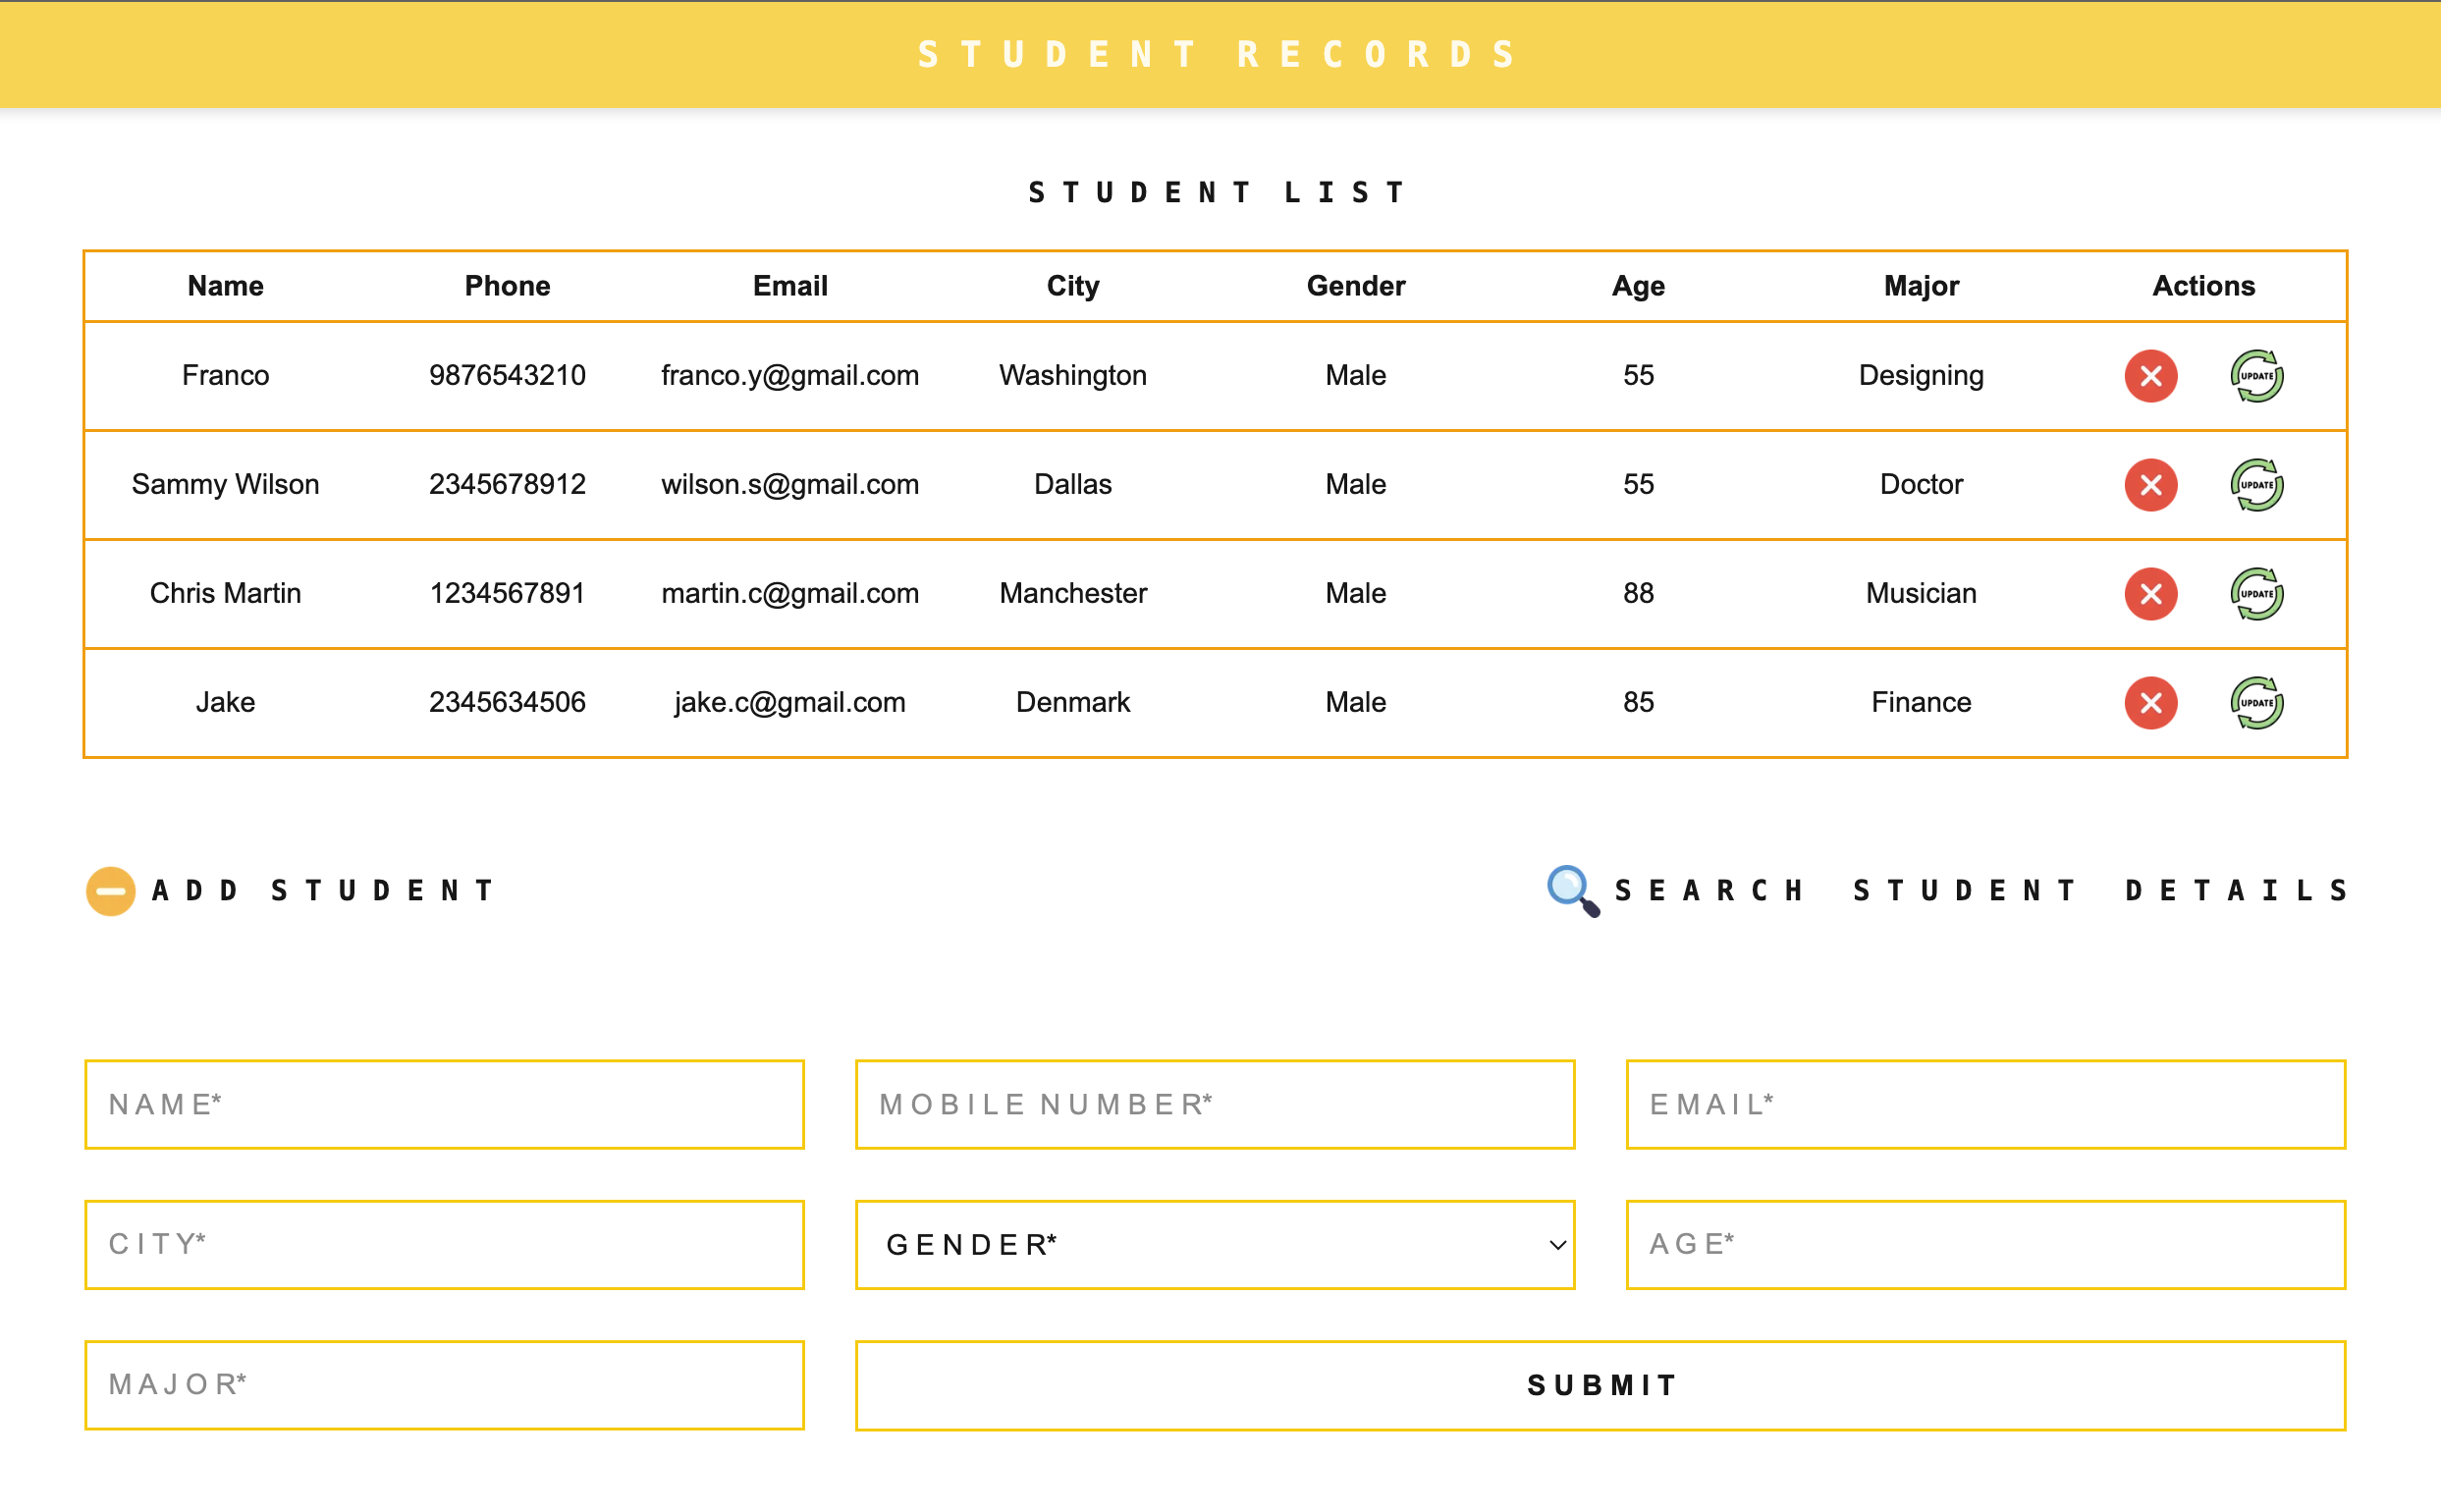 STUDENT RECORDS
STUDENT LIST
Name Phone Email City Gender Age Major Actions
Franco 9876543210 franco.y@gmail.com Washington Male 55 Designing UPDATE
Sammy Wilson 2345678912 wilson.s@gmail.com Dallas Male 55 Doctor UPDATE
Chris Martin 1234567891 martin.c@gmail.com Manchester Male 88 Musician UPDATE
Jake 2345634506 jake.c@gmail.com Denmark Male 85 Finance UPDATE
ADD STUDENT SEARCH STUDENT DETAILS
NAME* MOBILE NUMBER* EMAIL*
CITY* GENDER* AGE*
MAJOR* SUBMIT